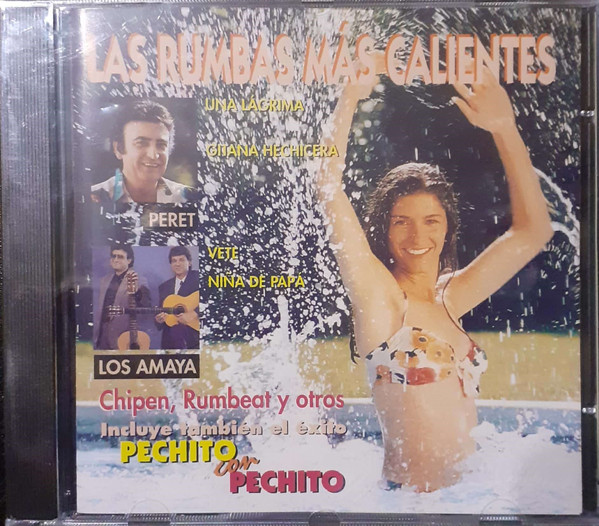 LAS RUMBAS MÁS CALIENTES
UNA LÁGRIMA
GITANA HECHICERA
PERET
VETE
NIÑA DE PAPÁ
LOS AMAYA
Chipen, Rumbeat y otros
Incluye también el éxito
PECHITO
con
PECHITO